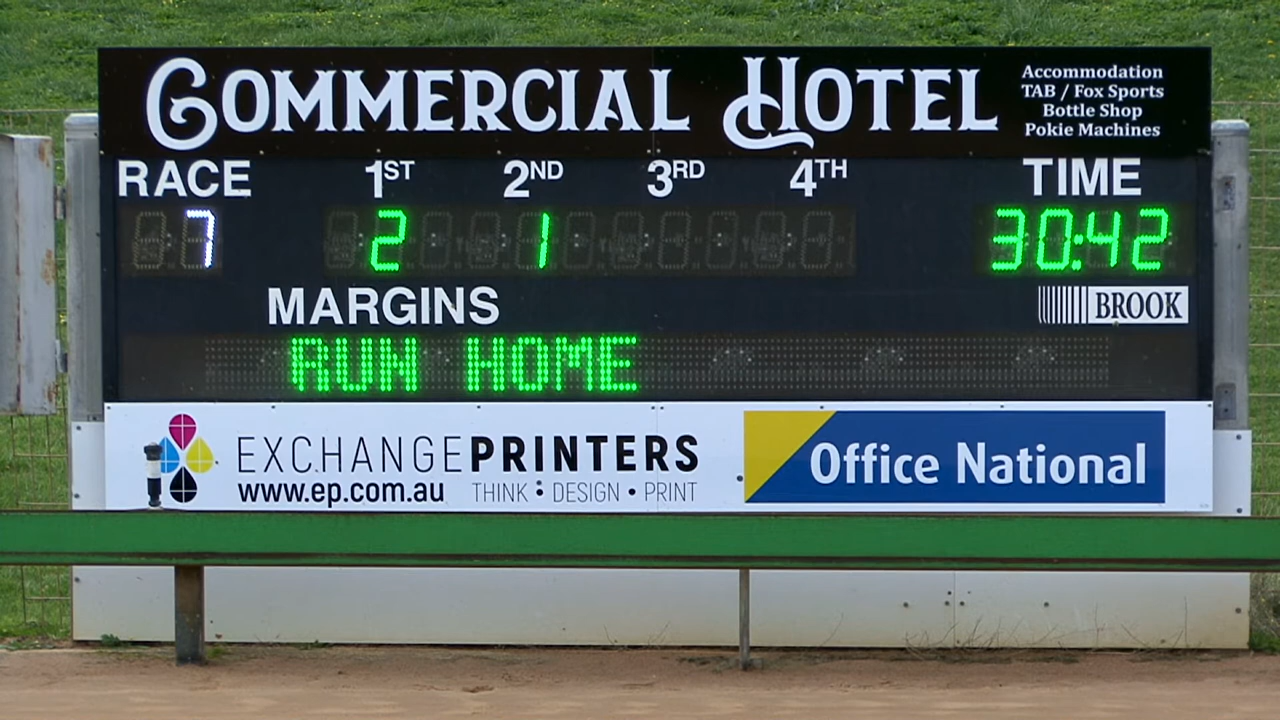 COMMERCIAL HOTEL
Accommodation
TAB / Fox Sports
Bottle Shop
Pokie Machines
RACE 1ST 2ND 3RD 4TH TIME
7 2 1 30:42
MARGINS
BROOK
RUN HOME
EXCHANGEPRINTERS
www.ep.com.au THINK • DESIGN • PRINT
Office National